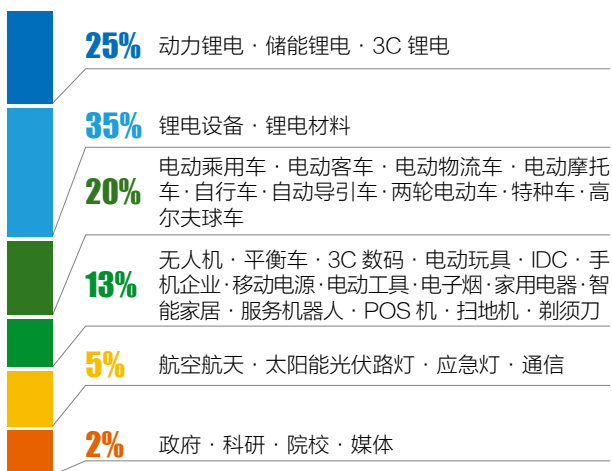 25% 动力锂电 · 储能锂电 · 3C 锂电
35% 锂电设备 · 锂电材料
电动乘用车 · 电动客车 · 电动物流车 · 电动摩托
20% 车 · 自行车 · 自动导引车 · 两轮电动车 · 特种车 · 高
尔夫球车
无人机 · 平衡车 · 3C 数码 · 电动玩具 · IDC · 手
13% 机企业 · 移动电源 · 电动工具 · 电子烟 · 家用电器 · 智
能家居 · 服务机器人 · POS 机 · 扫地机 · 剃须刀
5% 航空航天 · 太阳能光伏路灯 · 应急灯 · 通信
2% 政府 · 科研 · 院校 · 媒体